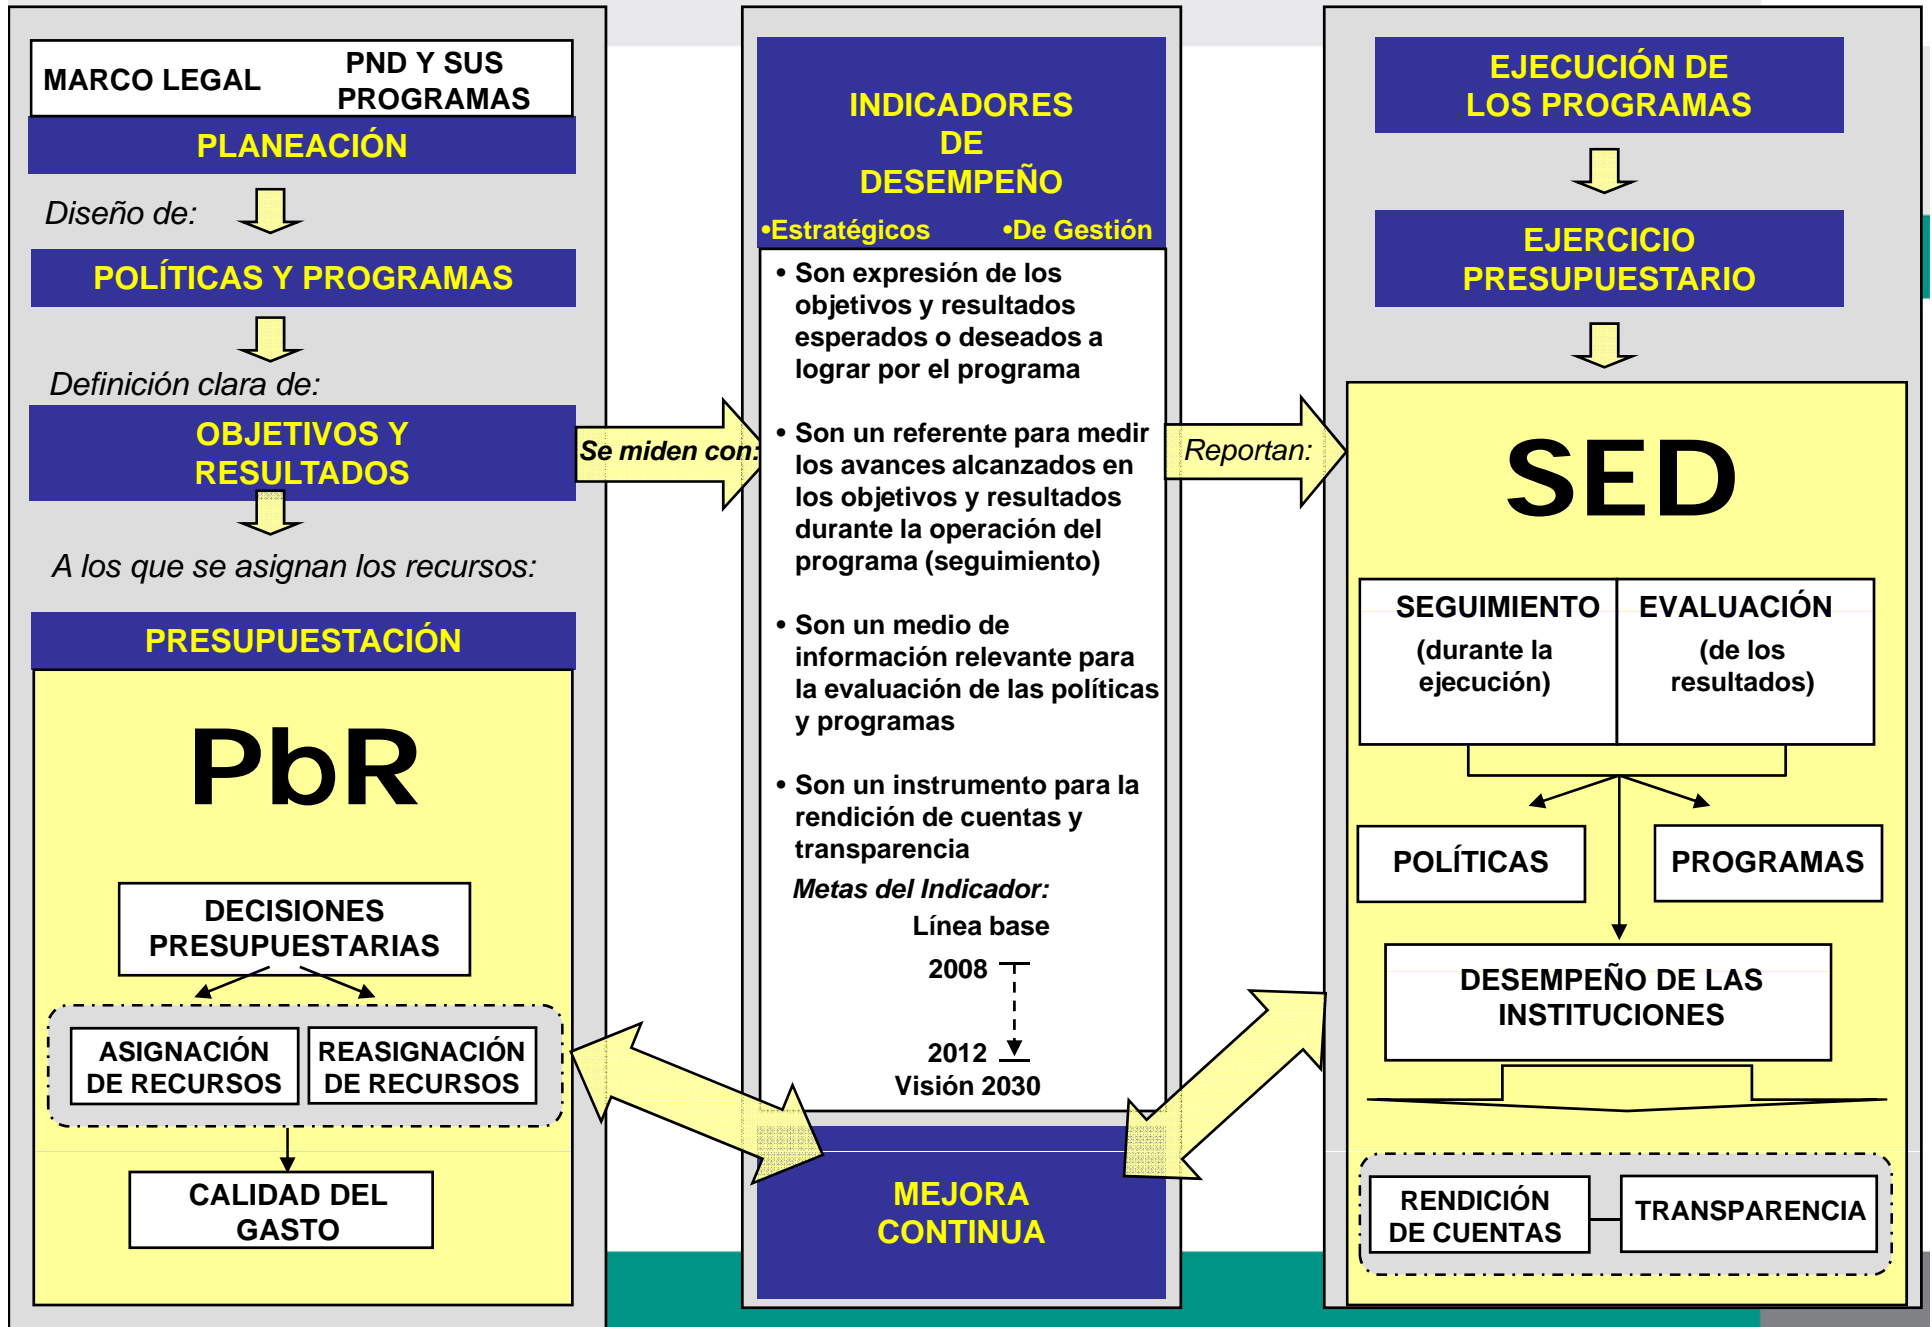 MARCO LEGAL
PND Y SUS
PROGRAMAS
PLANEACIÓN
Diseño de:
POLÍTICAS Y PROGRAMAS
Definición clara de:
OBJETIVOS Y
RESULTADOS
A los que se asignan los recursos:
PRESUPUESTACIÓN
PbR
DECISIONES
PRESUPUESTARIAS
ASIGNACIÓN
DE RECURSOS
REASIGNACIÓN
DE RECURSOS
CALIDAD DEL
GASTO
Se miden con:
INDICADORES
DE
DESEMPEÑO
•Estratégicos
•De Gestión
• Son expresión de los
objetivos y resultados
esperados o deseados a
lograr por el programa
• Son un referente para medir
los avances alcanzados en
los objetivos y resultados
durante la operación del
programa (seguimiento)
• Son un medio de
información relevante para
la evaluación de las políticas
y programas
• Son un instrumento para la
rendición de cuentas y
transparencia
Metas del Indicador:
Línea base
2008
2012
Visión 2030
MEJORA
CONTINUA
Reportan:
EJECUCIÓN DE
LOS PROGRAMAS
EJERCICIO
PRESUPUESTARIO
SED
SEGUIMIENTO
(durante la
ejecución)
EVALUACIÓN
(de los
resultados)
POLÍTICAS
PROGRAMAS
DESEMPEÑO DE LAS
INSTITUCIONES
RENDICIÓN
DE CUENTAS
TRANSPARENCIA